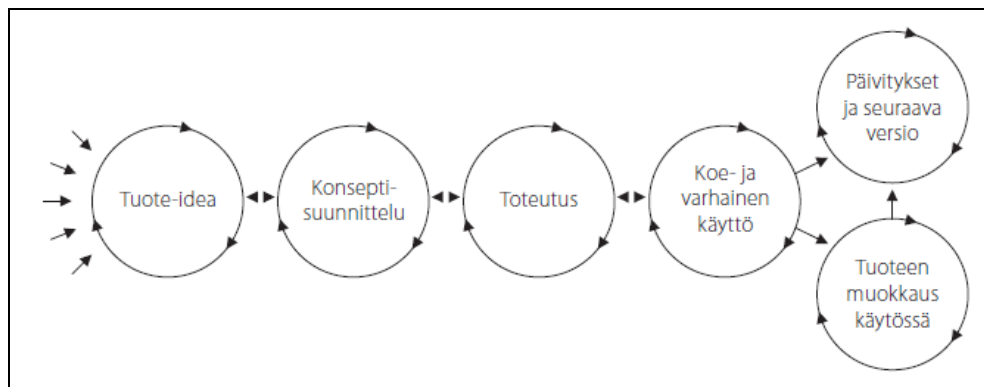 Tuote-idea
Konsepti-
suunnittelu
Toteutus
Koe- ja
varhainen
käyttö
Päivitykset
ja seuraava
versio
Tuoteen
muokkaus
käytössä